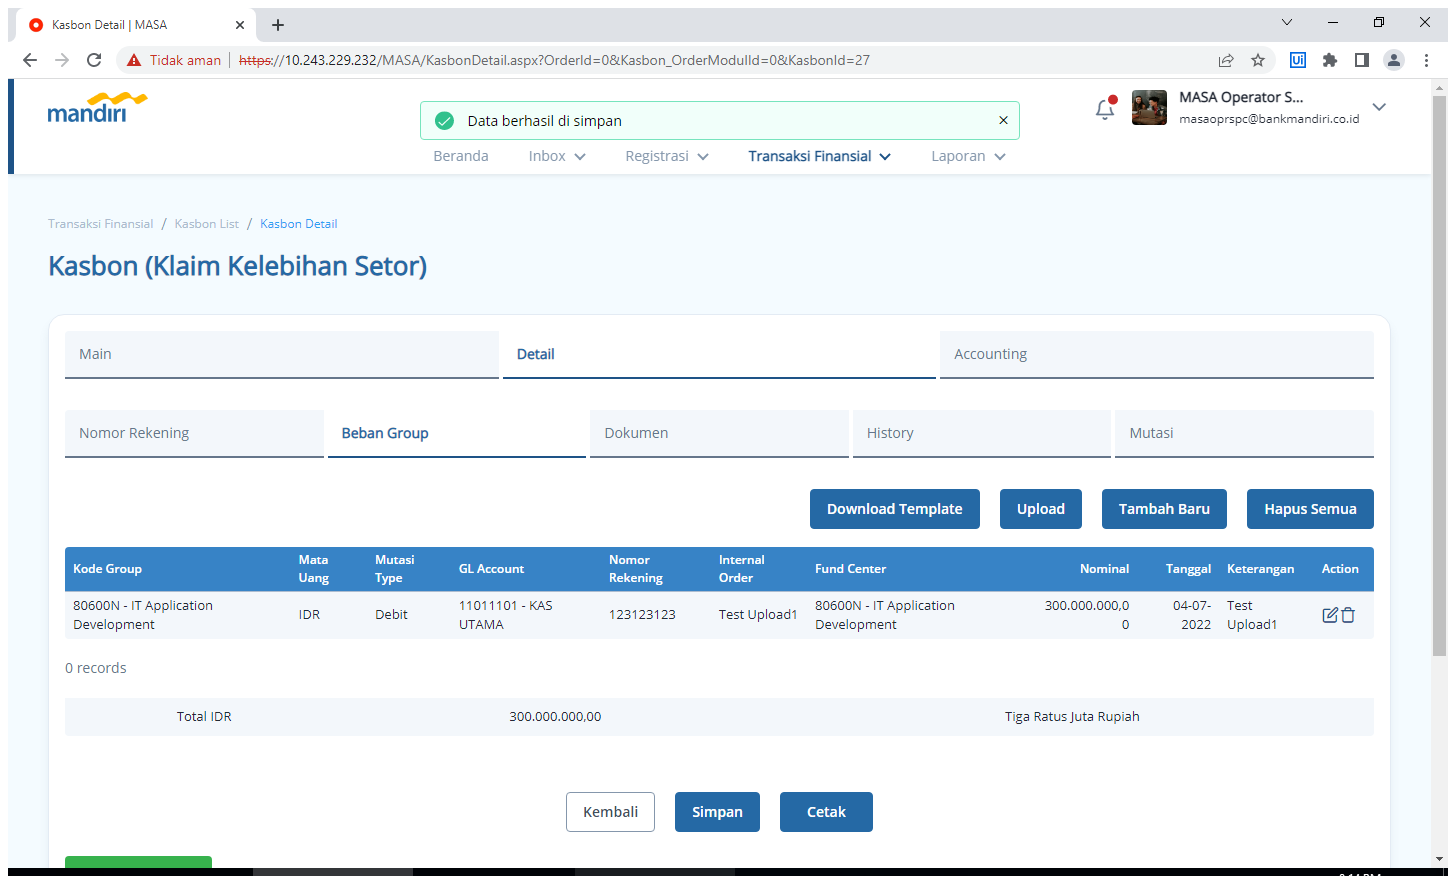 Kasbon Detail | MASA
Tidak aman | https://10.243.229.232/MASA/KasbonDetail.aspx?OrderId=0&Kasbon_OrderModulId=0&KasbonId=27
Ui
mandiri
Data berhasil di simpan
MASA Operator S...
masaoprspc@bankmandiri.co.id
Beranda Inbox Registrasi Transaksi Finansial Laporan
Transaksi Finansial / Kasbon List / Kasbon Detail
Kasbon (Klaim Kelebihan Setor)
Main Detail Accounting
Nomor Rekening Beban Group Dokumen History Mutasi
Download Template Upload Tambah Baru Hapus Semua
Kode Group Mata Uang Mutasi Type GL Account Nomor Rekening Internal Order Fund Center Nominal Tanggal Keterangan Action
80600N - IT Application Development IDR Debit 11011101 - KAS UTAMA 123123123 Test Upload1 80600N - IT Application Development 300.000.000,00 04-07-2022 Test Upload1
0 records
Total IDR 300.000.000,00 Tiga Ratus Juta Rupiah
Kembali Simpan Cetak